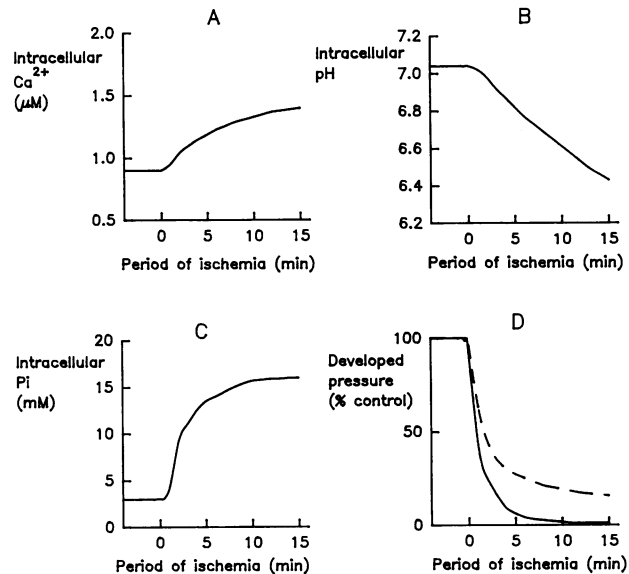 A
Intracellular
Ca2+
(μM)
2.0
1.5
1.0
0.5
0 5 10 15
Period of ischemia (min)
B
Intracellular
pH
7.2
7.0
6.8
6.6
6.4
6.2
0 5 10 15
Period of ischemia (min)
C
Intracellular
Pi
(mM)
20
15
10
5
0
0 5 10 15
Period of ischemia (min)
D
Developed
pressure
(% control)
100
50
0
0 5 10 15
Period of ischemia (min)